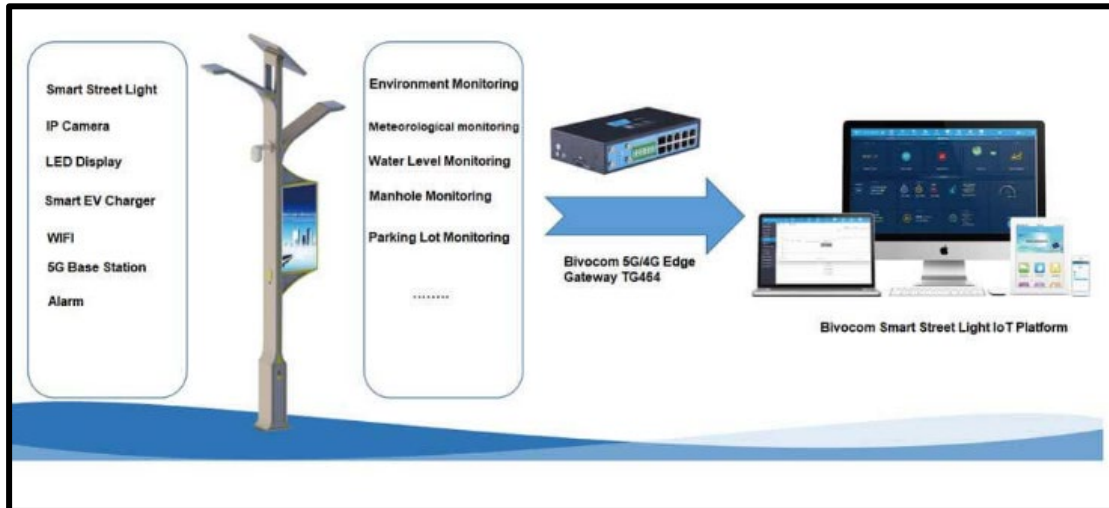 Smart Street Light
IP Camera
LED Display
Smart EV Charger
WIFI
5G Base Station
Alarm
Environment Monitoring
Meteorological monitoring
Water Level Monitoring
Manhole Monitoring
Parking Lot Monitoring
........
Bivocom 5G/4G Edge
Gateway TG464
Bivocom Smart Street Light IoT Platform